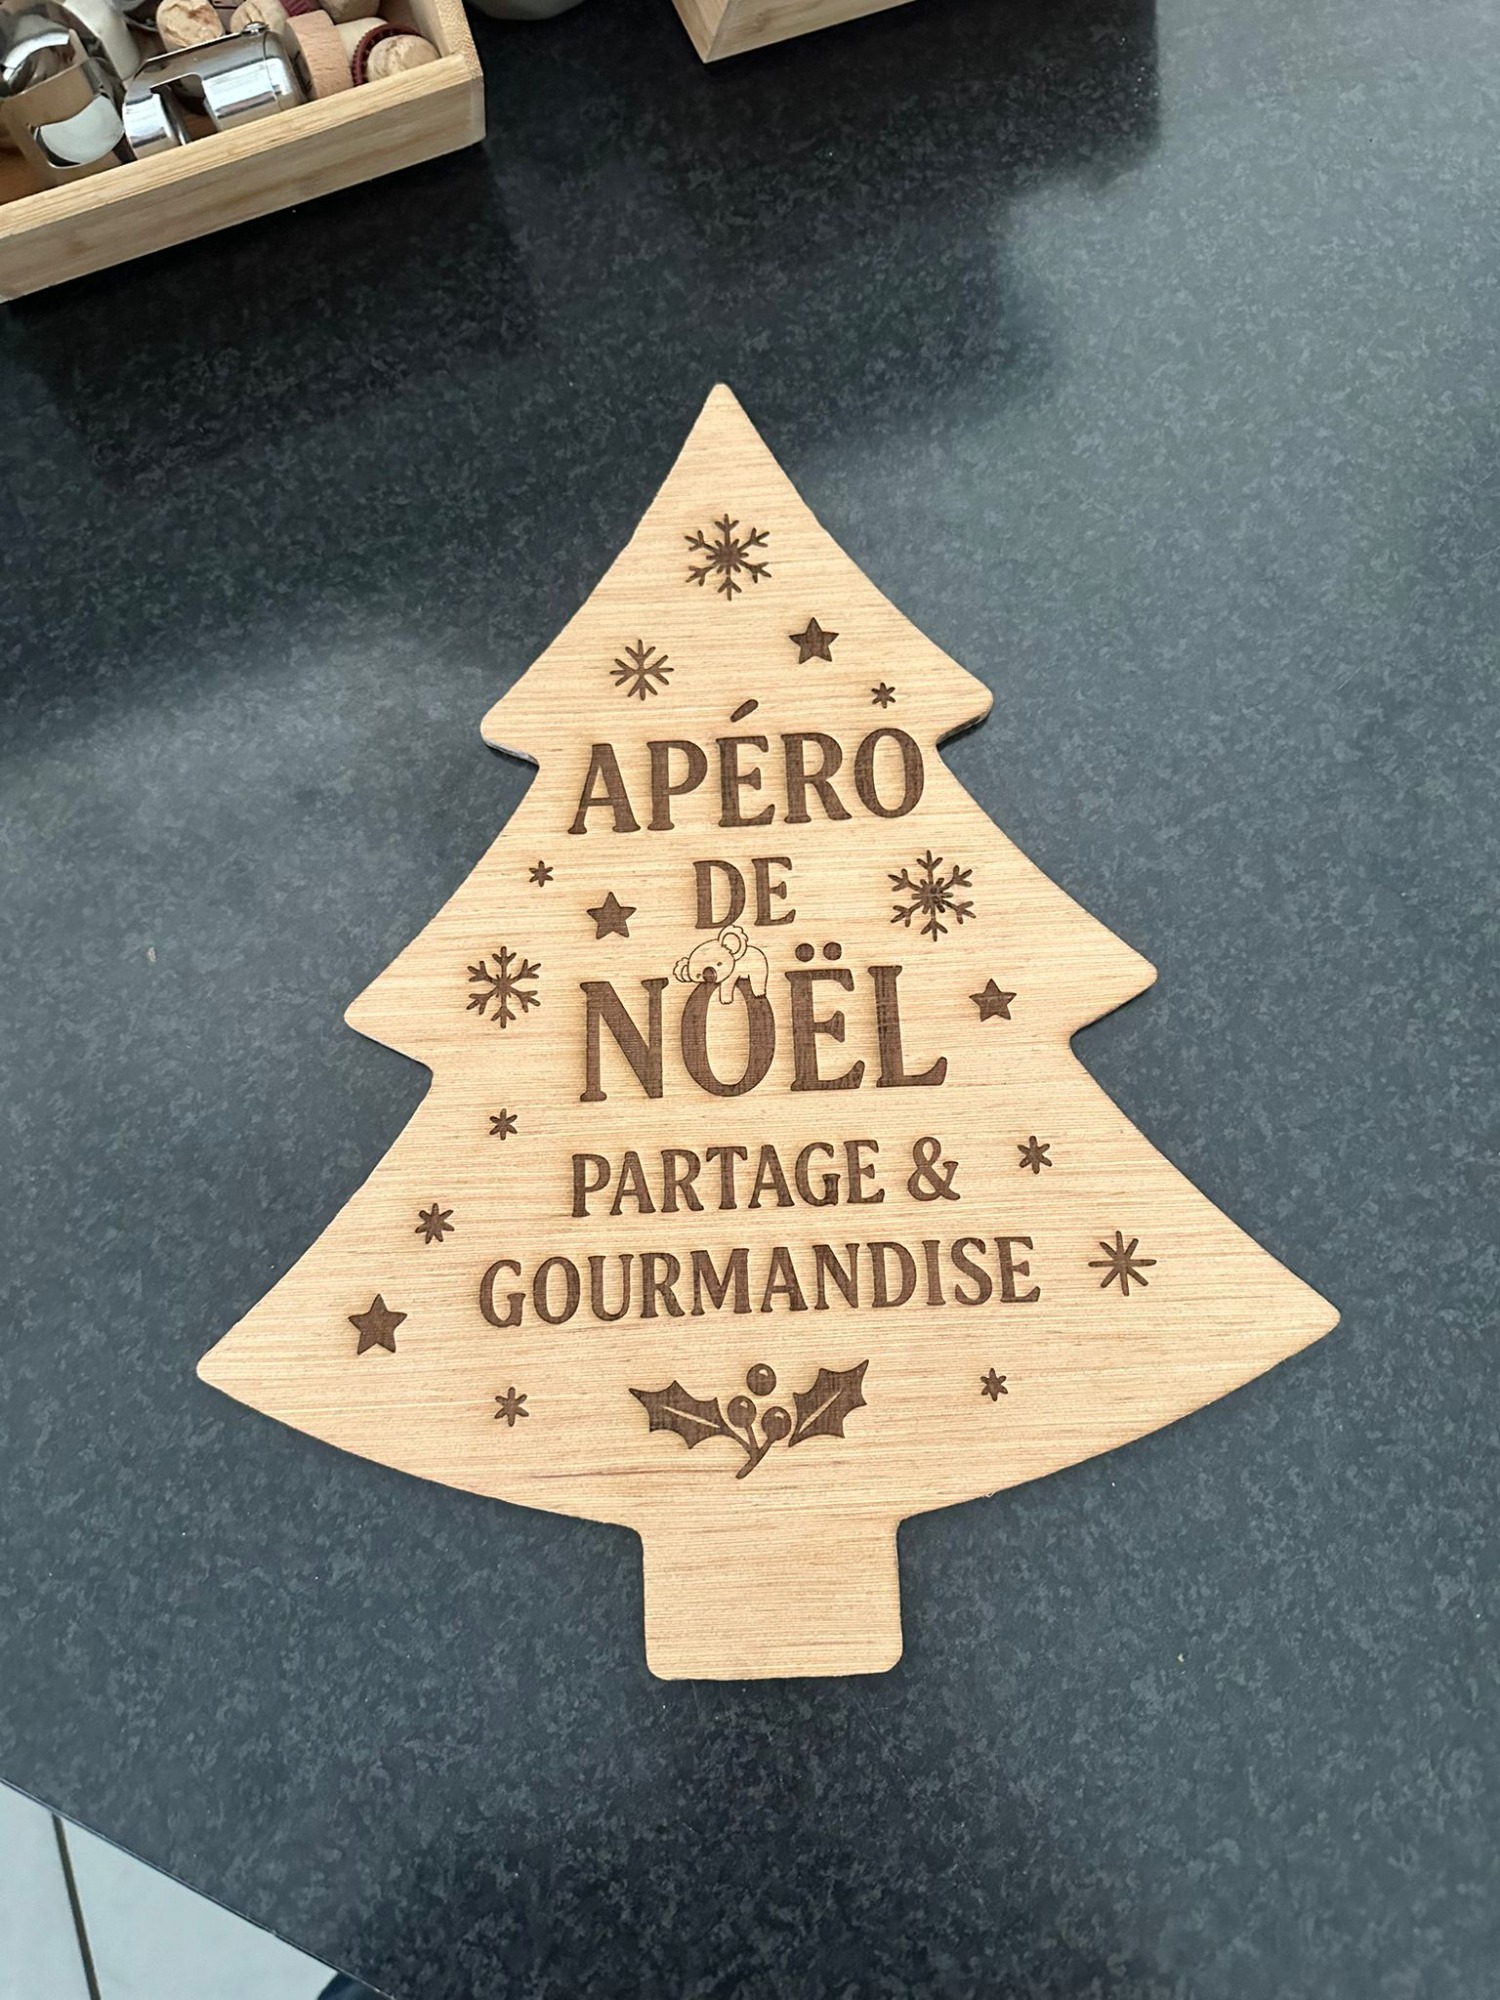 APÉRO
DE
NOËL
PARTAGE &
GOURMANDISE